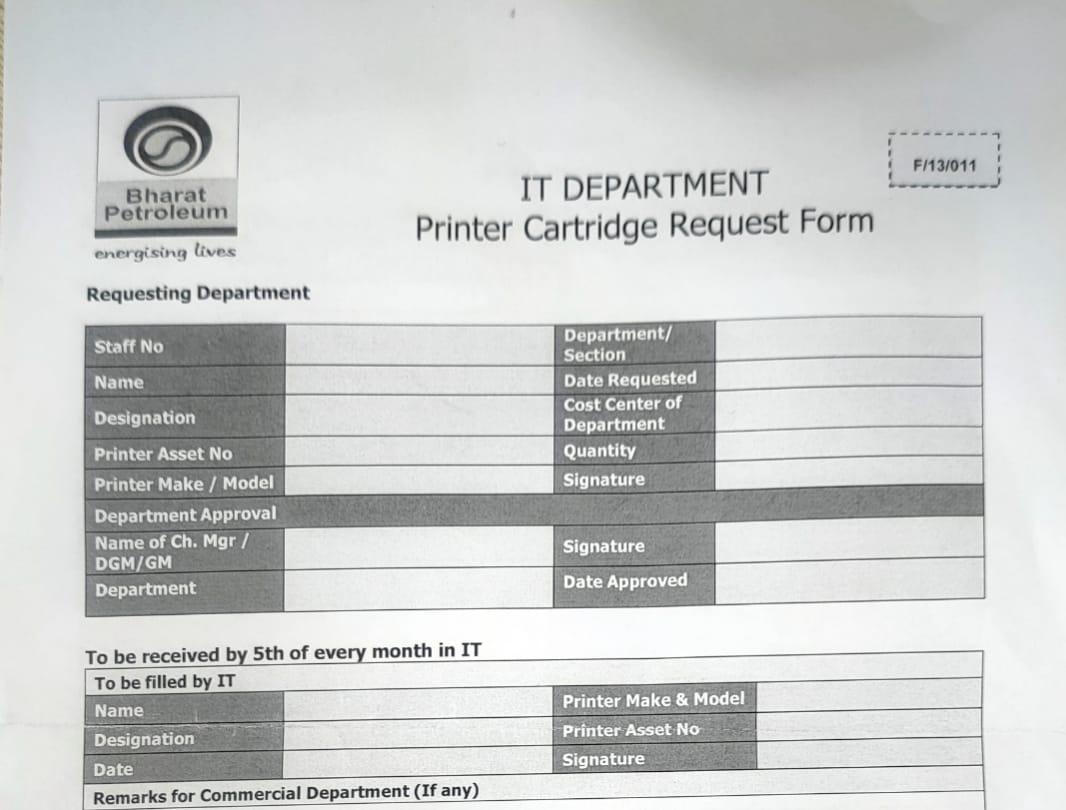 Bharat
Petroleum
energising lives
F/13/011
IT DEPARTMENT
Printer Cartridge Request Form
Requesting Department
Staff No
Department/
Section
Name
Date Requested
Designation
Cost Center of
Department
Printer Asset No
Quantity
Printer Make / Model
Signature
Department Approval
Name of Ch. Mgr /
DGM/GM
Signature
Department
Date Approved
To be received by 5th of every month in IT
To be filled by IT
Name
Printer Make & Model
Designation
Printer Asset No
Date
Signature
Remarks for Commercial Department (If any)